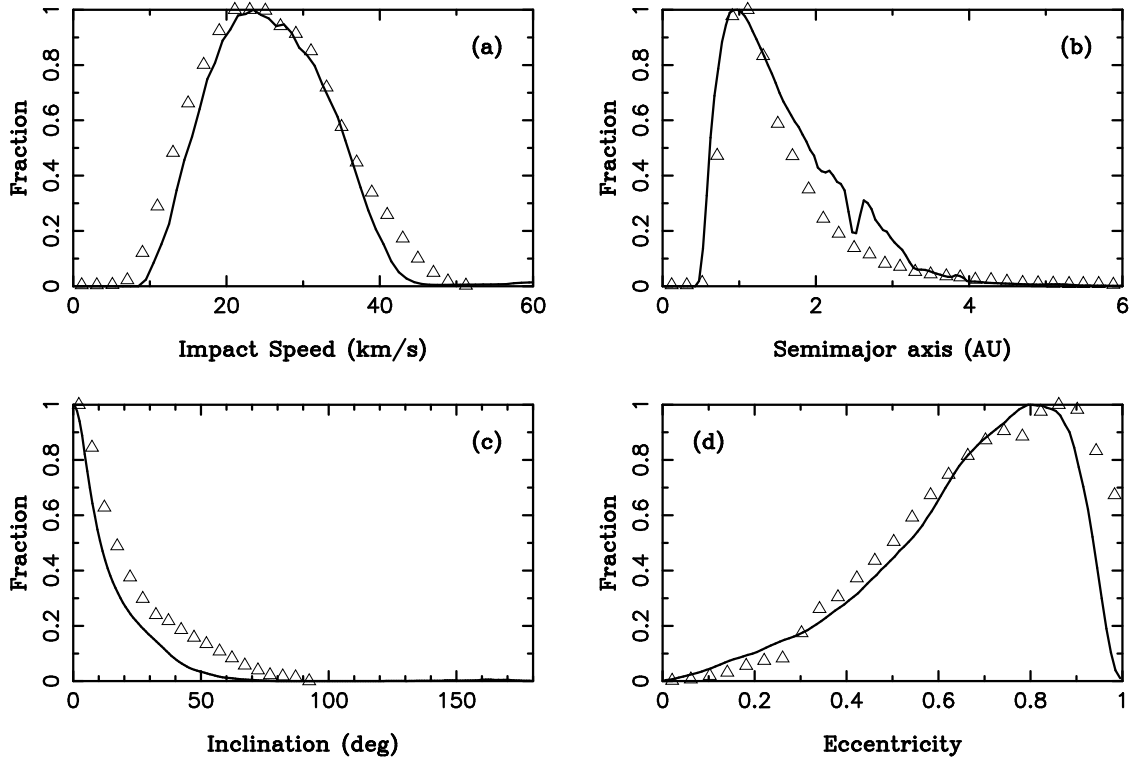 (a)
Fraction
0 0.2 0.4 0.6 0.8 1
0 20 40 60
Impact Speed (km/s)
(b)
Fraction
0 0.2 0.4 0.6 0.8 1
0 2 4 6
Semimajor axis (AU)
(c)
Fraction
0 0.2 0.4 0.6 0.8 1
0 50 100 150
Inclination (deg)
(d)
Fraction
0 0.2 0.4 0.6 0.8 1
0 0.2 0.4 0.6 0.8 1
Eccentricity